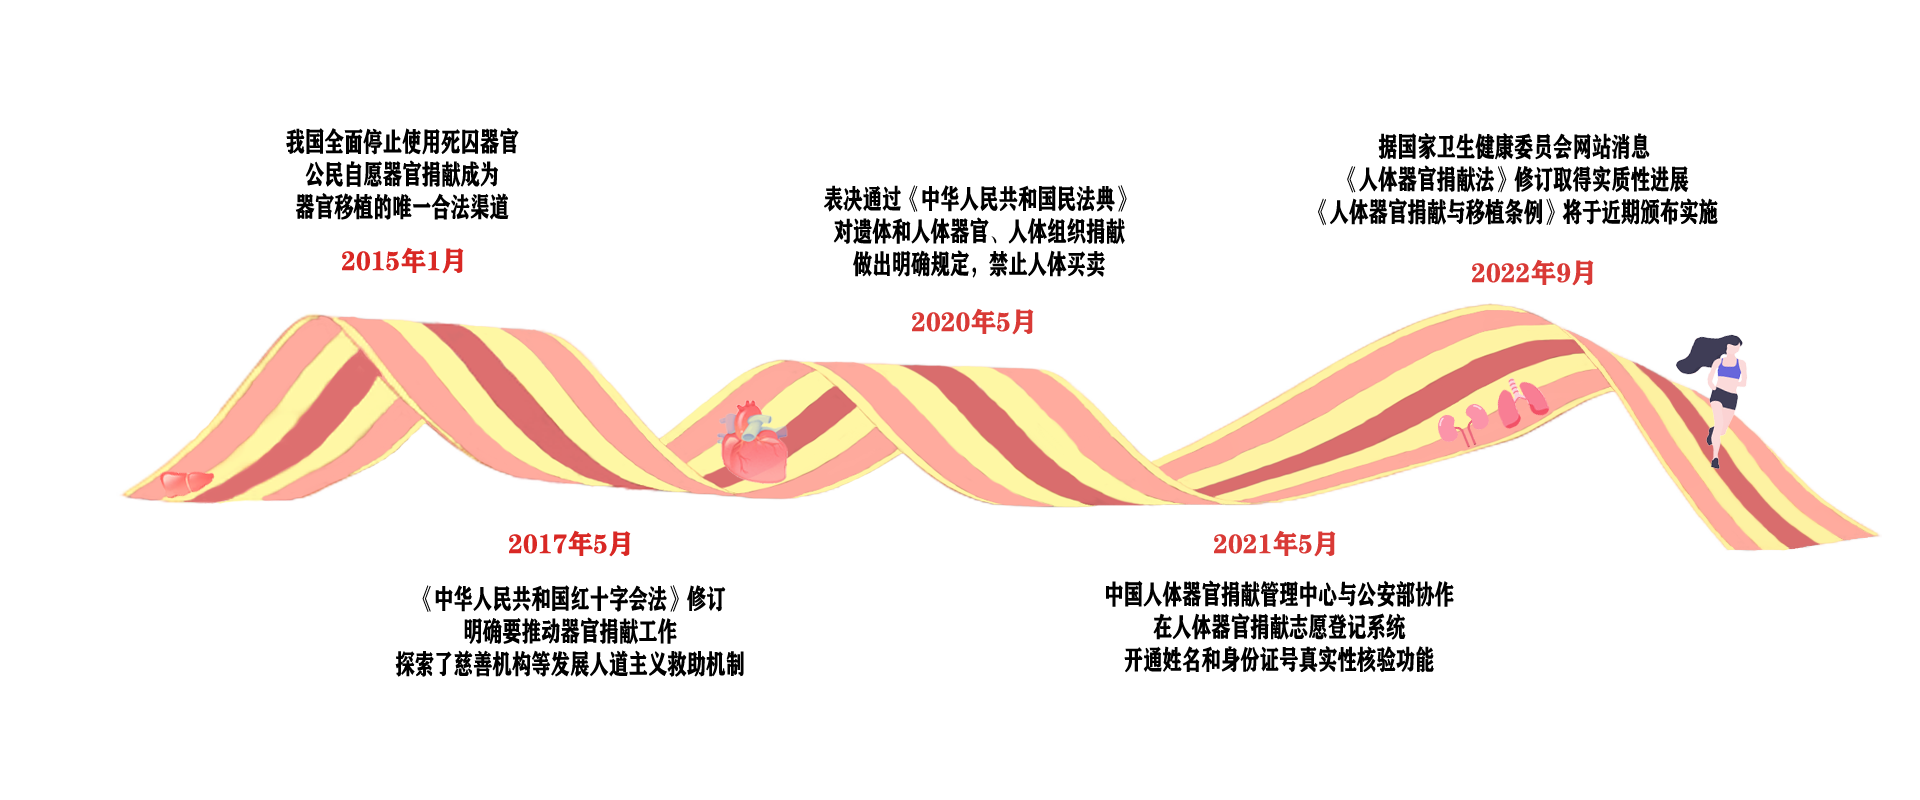 我国全面停止使用死囚器官
公民自愿器官捐献成为
器官移植的唯一合法渠道
2015年1月
《中华人民共和国红十字会法》修订
明确要推动器官捐献工作
探索了慈善机构等发展人道主义救助机制
2017年5月
表决通过《中华人民共和国民法典》
对遗体和人体器官、人体组织捐献
做出明确规定，禁止人体买卖
2020年5月
2021年5月
中国人体器官捐献管理中心与公安部协作
在人体器官捐献志愿登记系统
开通姓名和身份证号真实性核验功能
据国家卫生健康委员会网站消息
《人体器官捐献法》修订取得实质性进展
《人体器官捐献与移植条例》将于近期颁布实施
2022年9月